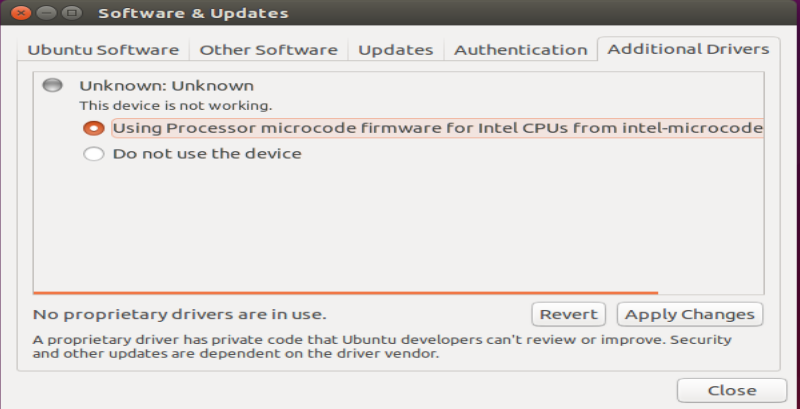 Software & Updates
Ubuntu Software
Other Software
Updates
Authentication
Additional Drivers
Unknown: Unknown
This device is not working.
Using Processor microcode firmware for Intel CPUs from intel-microcode
Do not use the device
No proprietary drivers are in use.
Revert
Apply Changes
A proprietary driver has private code that Ubuntu developers can't review or improve. Security
and other updates are dependent on the driver vendor.
Close